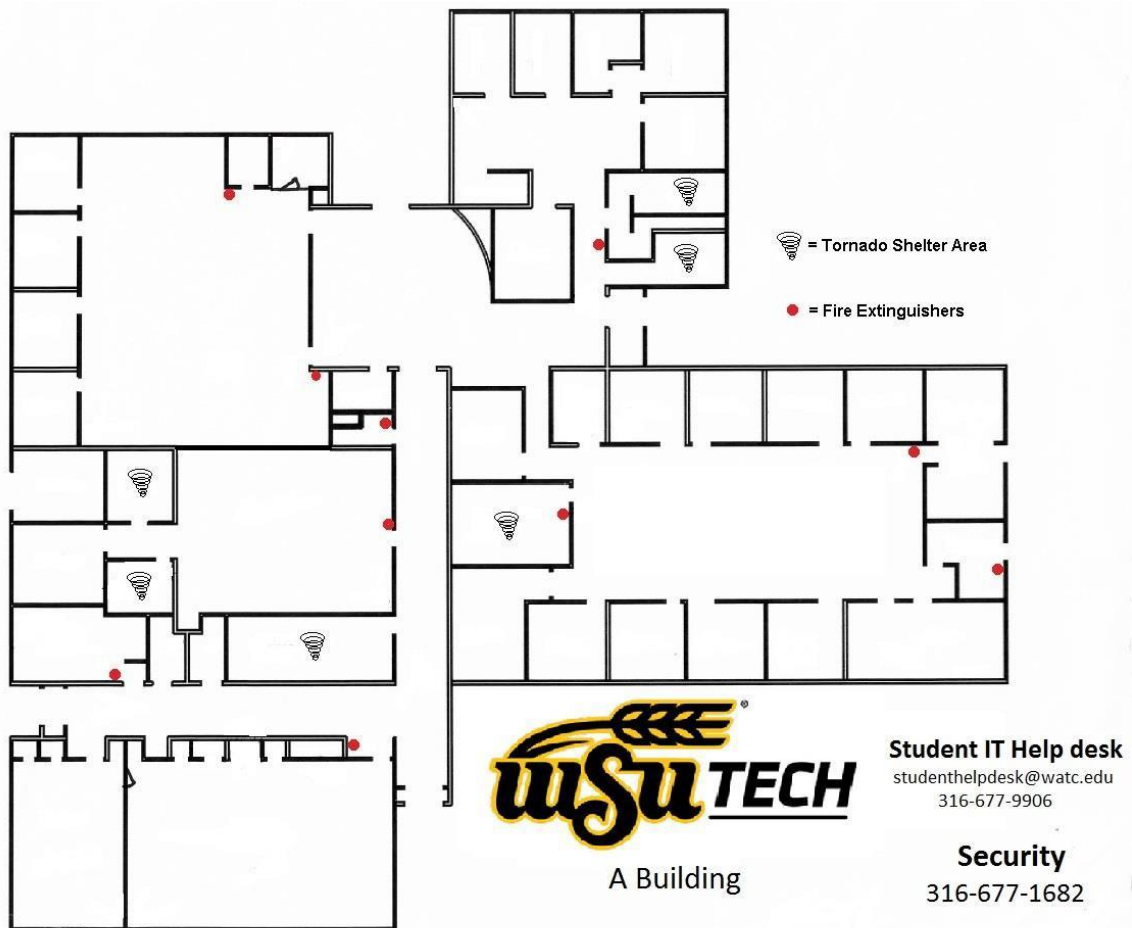 = Tornado Shelter Area
= Fire Extinguishers
wsu TECH
®
A Building
Student IT Help desk
studenthelpdesk@watc.edu
316-677-9906
Security
316-677-1682